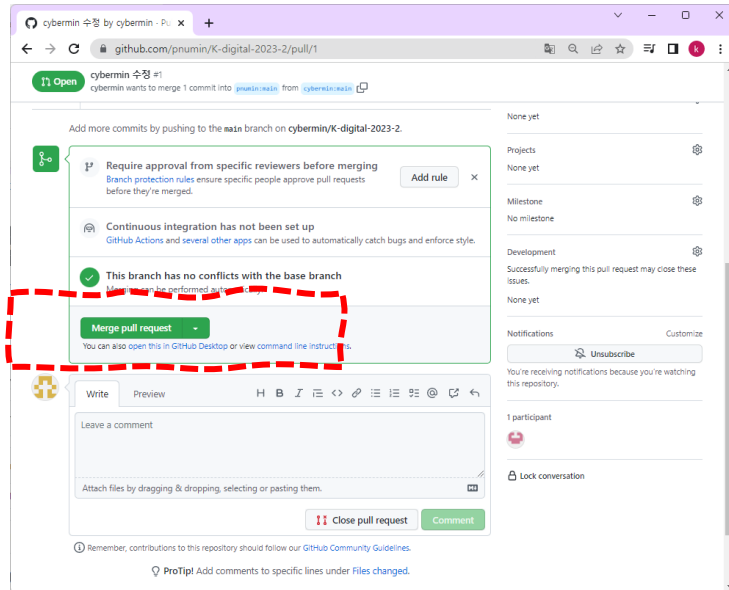 cybermin 수정 by cybermin · Pu
github.com/pnumin/K-digital-2023-2/pull/1
k
Open
cybermin 수정 #1
cybermin wants to merge 1 commit into pnumin:main from cybermin:main
Add more commits by pushing to the main branch on cybermin/K-digital-2023-2.
Require approval from specific reviewers before merging
Branch protection rules ensure specific people approve pull requests
before they're merged.
Add rule
Continuous integration has not been set up
GitHub Actions and several other apps can be used to automatically catch bugs and enforce style.
This branch has no conflicts with the base branch
Merging can be performed automatically.
Merge pull request
You can also open this in GitHub Desktop or view command line instructions.
Write Preview
H B I
Leave a comment
Attach files by dragging & dropping, selecting or pasting them.
Close pull request
Comment
Remember, contributions to this repository should follow our GitHub Community Guidelines.
ProTip! Add comments to specific lines under Files changed.
None yet
Projects
None yet
Milestone
No milestone
Development
Successfully merging this pull request may close these
issues.
None yet
Notifications Customize
Unsubscribe
You're receiving notifications because you're watching
this repository.
1 participant
Lock conversation